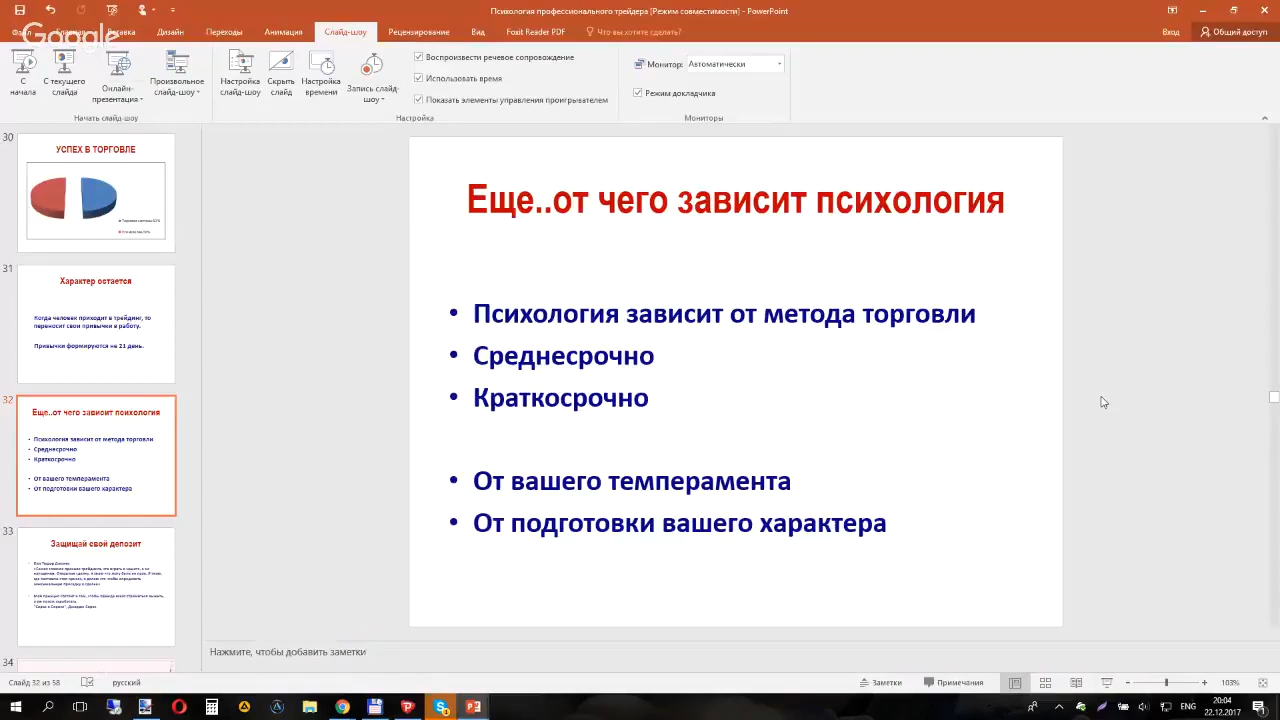 Психология профессионального трейдера [Режим совместимости] - PowerPoint
Google
Файл Главная Вставка Дизайн Переходы Анимация Слайд-шоу Рецензирование Вид Foxit Reader PDF Что вы хотите сделать? Вход Общий доступ
С начала
С текущего слайда
Онлайн-презентация
Произвольное слайд-шоу
Начать слайд-шоу
Настройка слайд-шоу
Скрыть слайд
Настройка времени
Запись слайд-шоу
Воспроизвести речевое сопровождение
Использовать время
Показать элементы управления проигрывателем
Настройка
Монитор: Автоматически
Режим докладчика
Мониторы
30
УСПЕХ В ТОРГОВЛЕ
31
Характер остается
Когда человек приходит в трейдинг, то
переносит свои привычки в работу.
Привычки формируются не 21 день.
32
Еще..от чего зависит психология
• Психология зависит от метода торговли
• Среднесрочно
• Краткосрочно
• От вашего темперамента
• От подготовки вашего характера
33
Защищай свой депозит
34
Еще..от чего зависит психология
• Психология зависит от метода торговли
• Среднесрочно
• Краткосрочно
• От вашего темперамента
• От подготовки вашего характера
Нажмите, чтобы добавить заметки
Слайд 32 из 58 русский Заметки Примечания 103%
ENG
20:04
22.12.2017